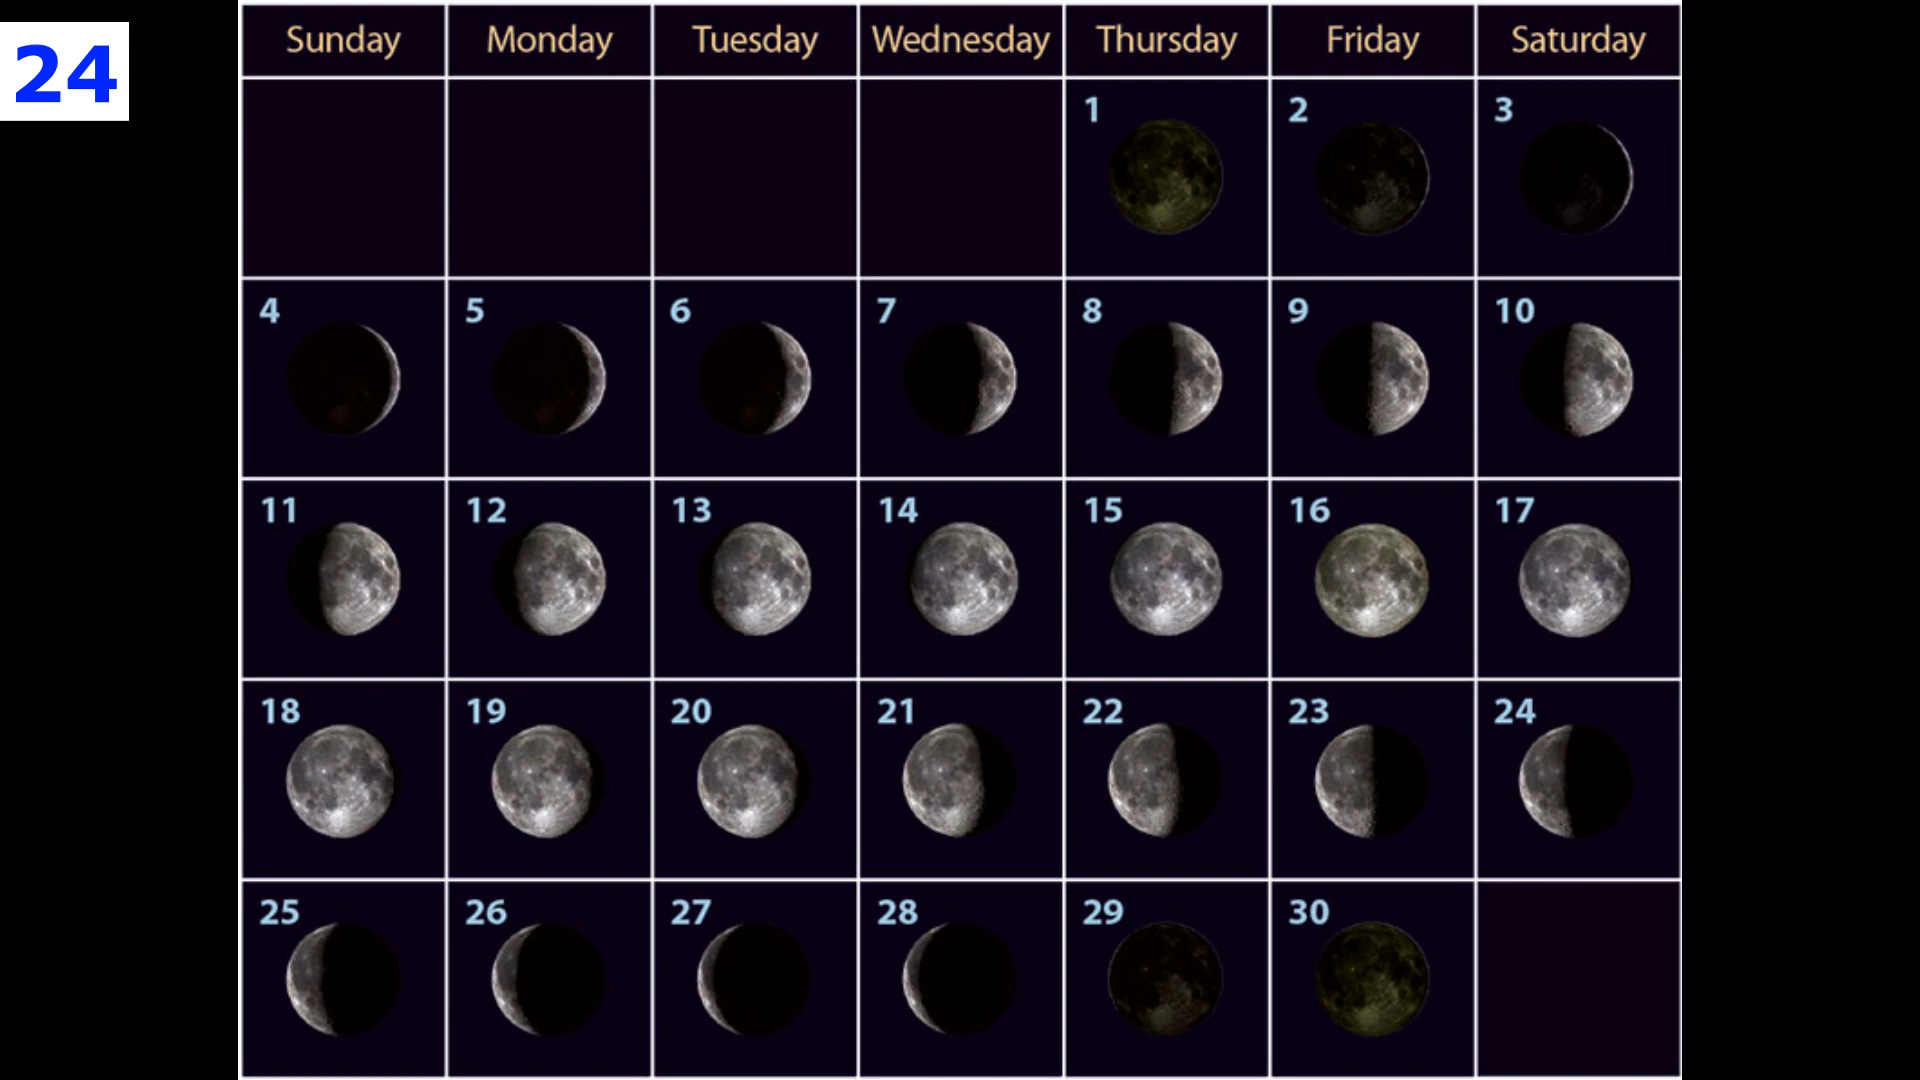 24
Sunday Monday Tuesday Wednesday Thursday Friday Saturday
1 2 3
4 5 6 7 8 9 10
11 12 13 14 15 16 17
18 19 20 21 22 23 24
25 26 27 28 29 30